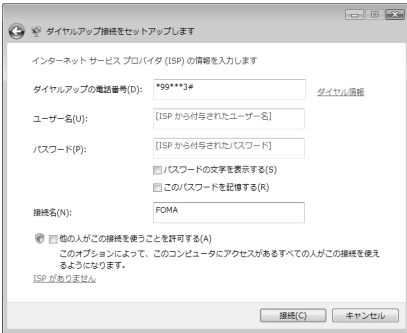 ダイヤルアップ接続をセットアップします
インターネット サービス プロバイダ (ISP) の情報を入力します
ダイヤルアップの電話番号(D):
*99***3#
ダイヤル情報
ユーザー名(U):
[ISP から付与されたユーザー名]
パスワード(P):
[ISP から付与されたパスワード]
パスワードの文字を表示する(S)
このパスワードを記憶する(R)
接続名(N):
FOMA
他の人がこの接続を使うことを許可する(A)
このオプションによって、このコンピュータにアクセスがあるすべての人がこの接続を使え
るようになります。
ISP がありません
接続(C)
キャンセル